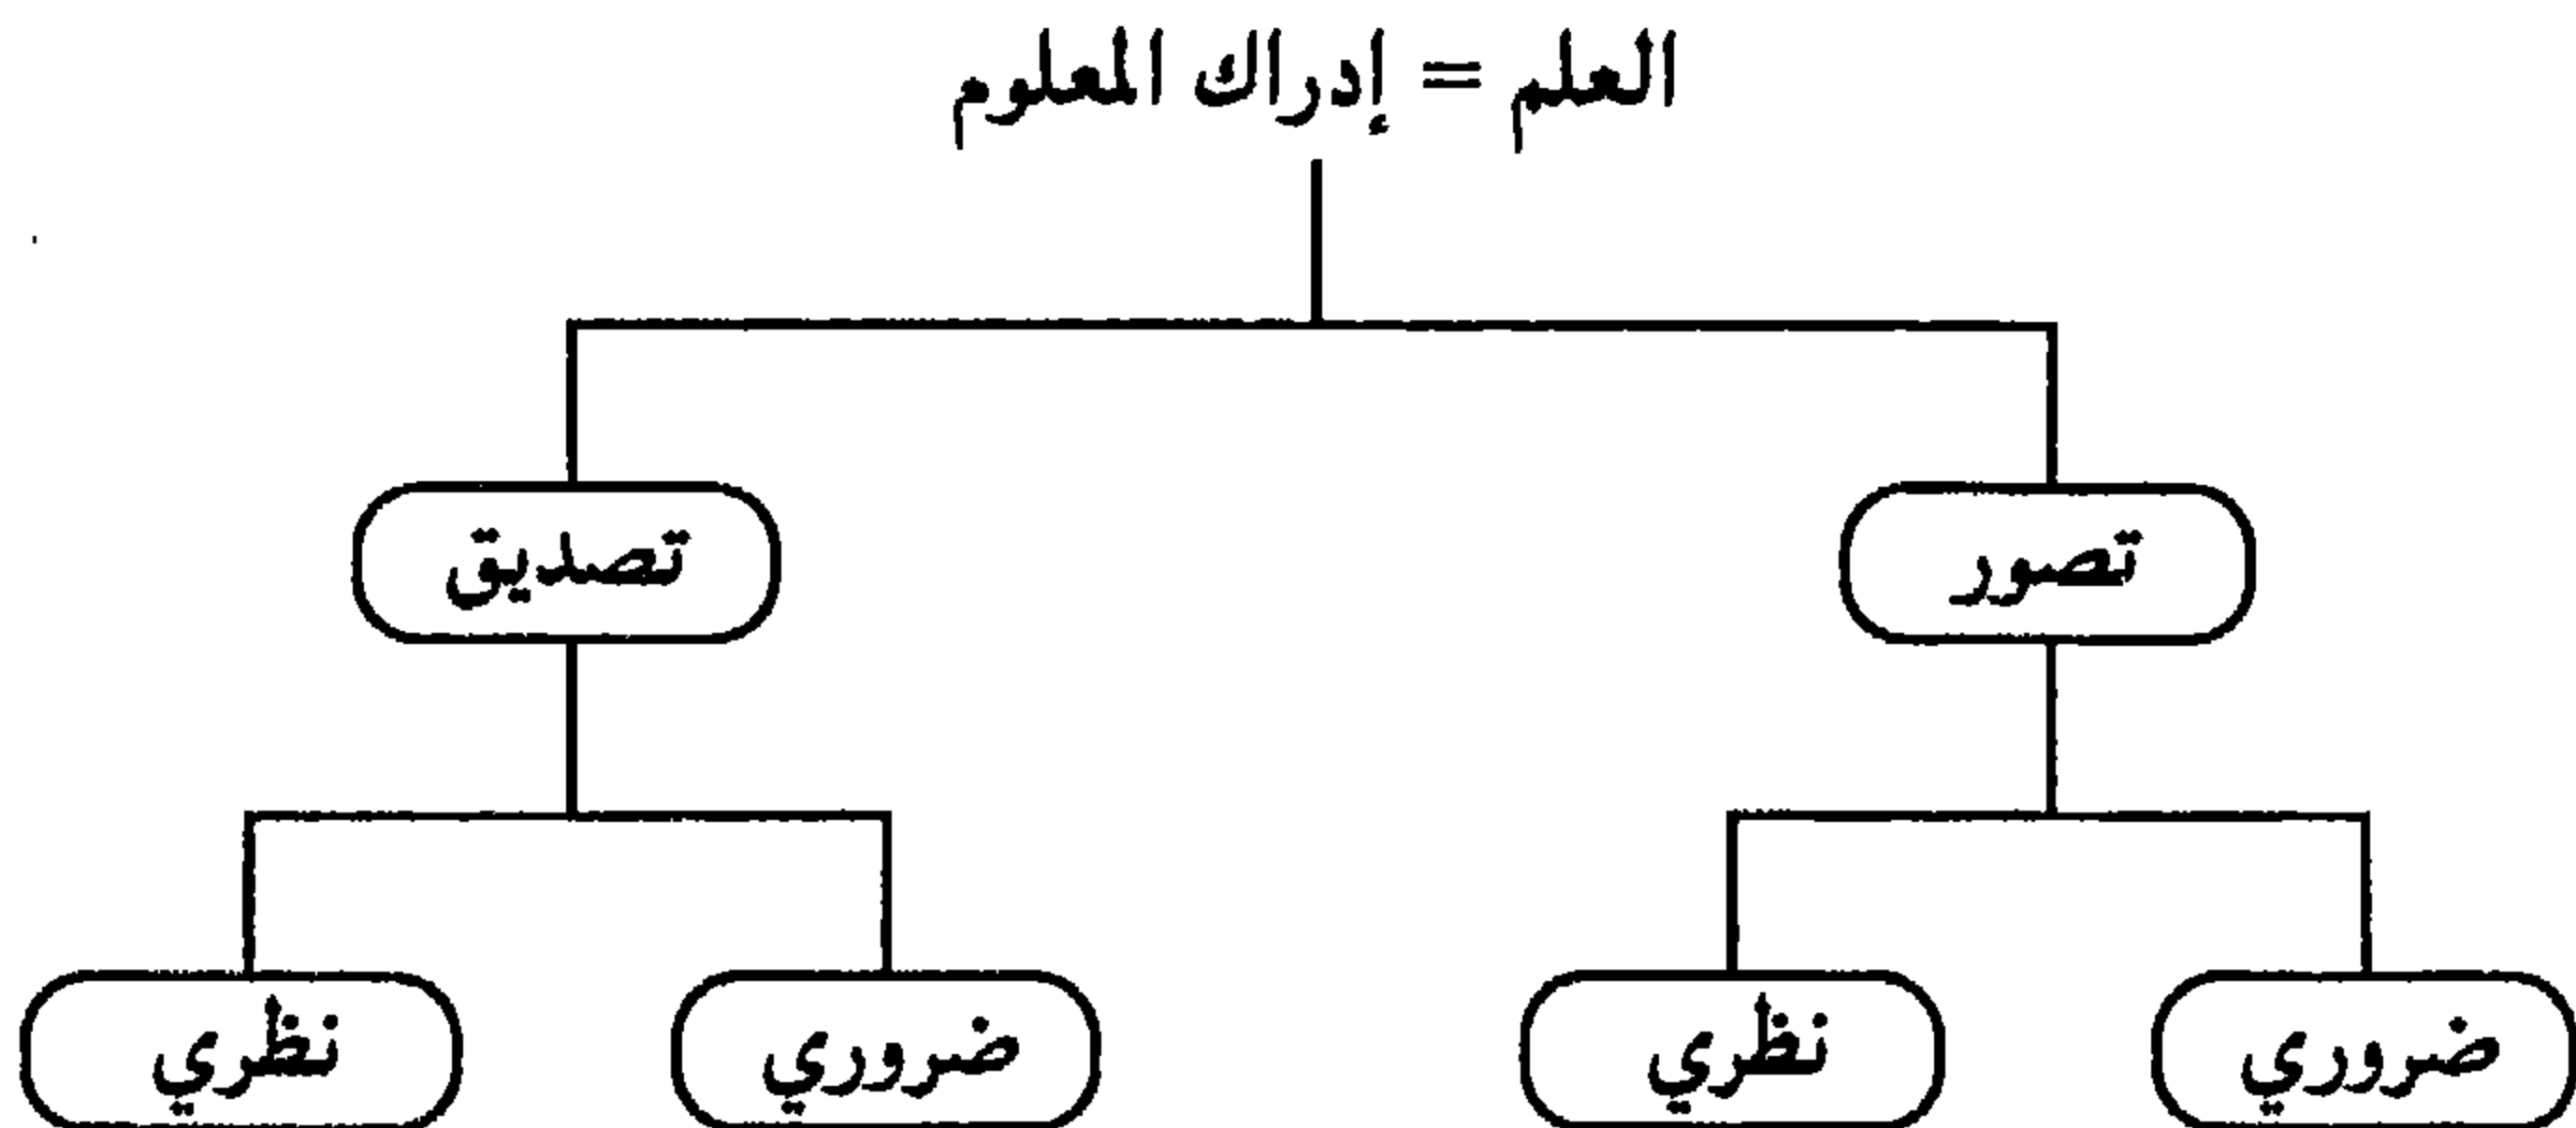 العلم = إدراك المعلوم
تصور تصديق
ضروري نظري ضروري نظري